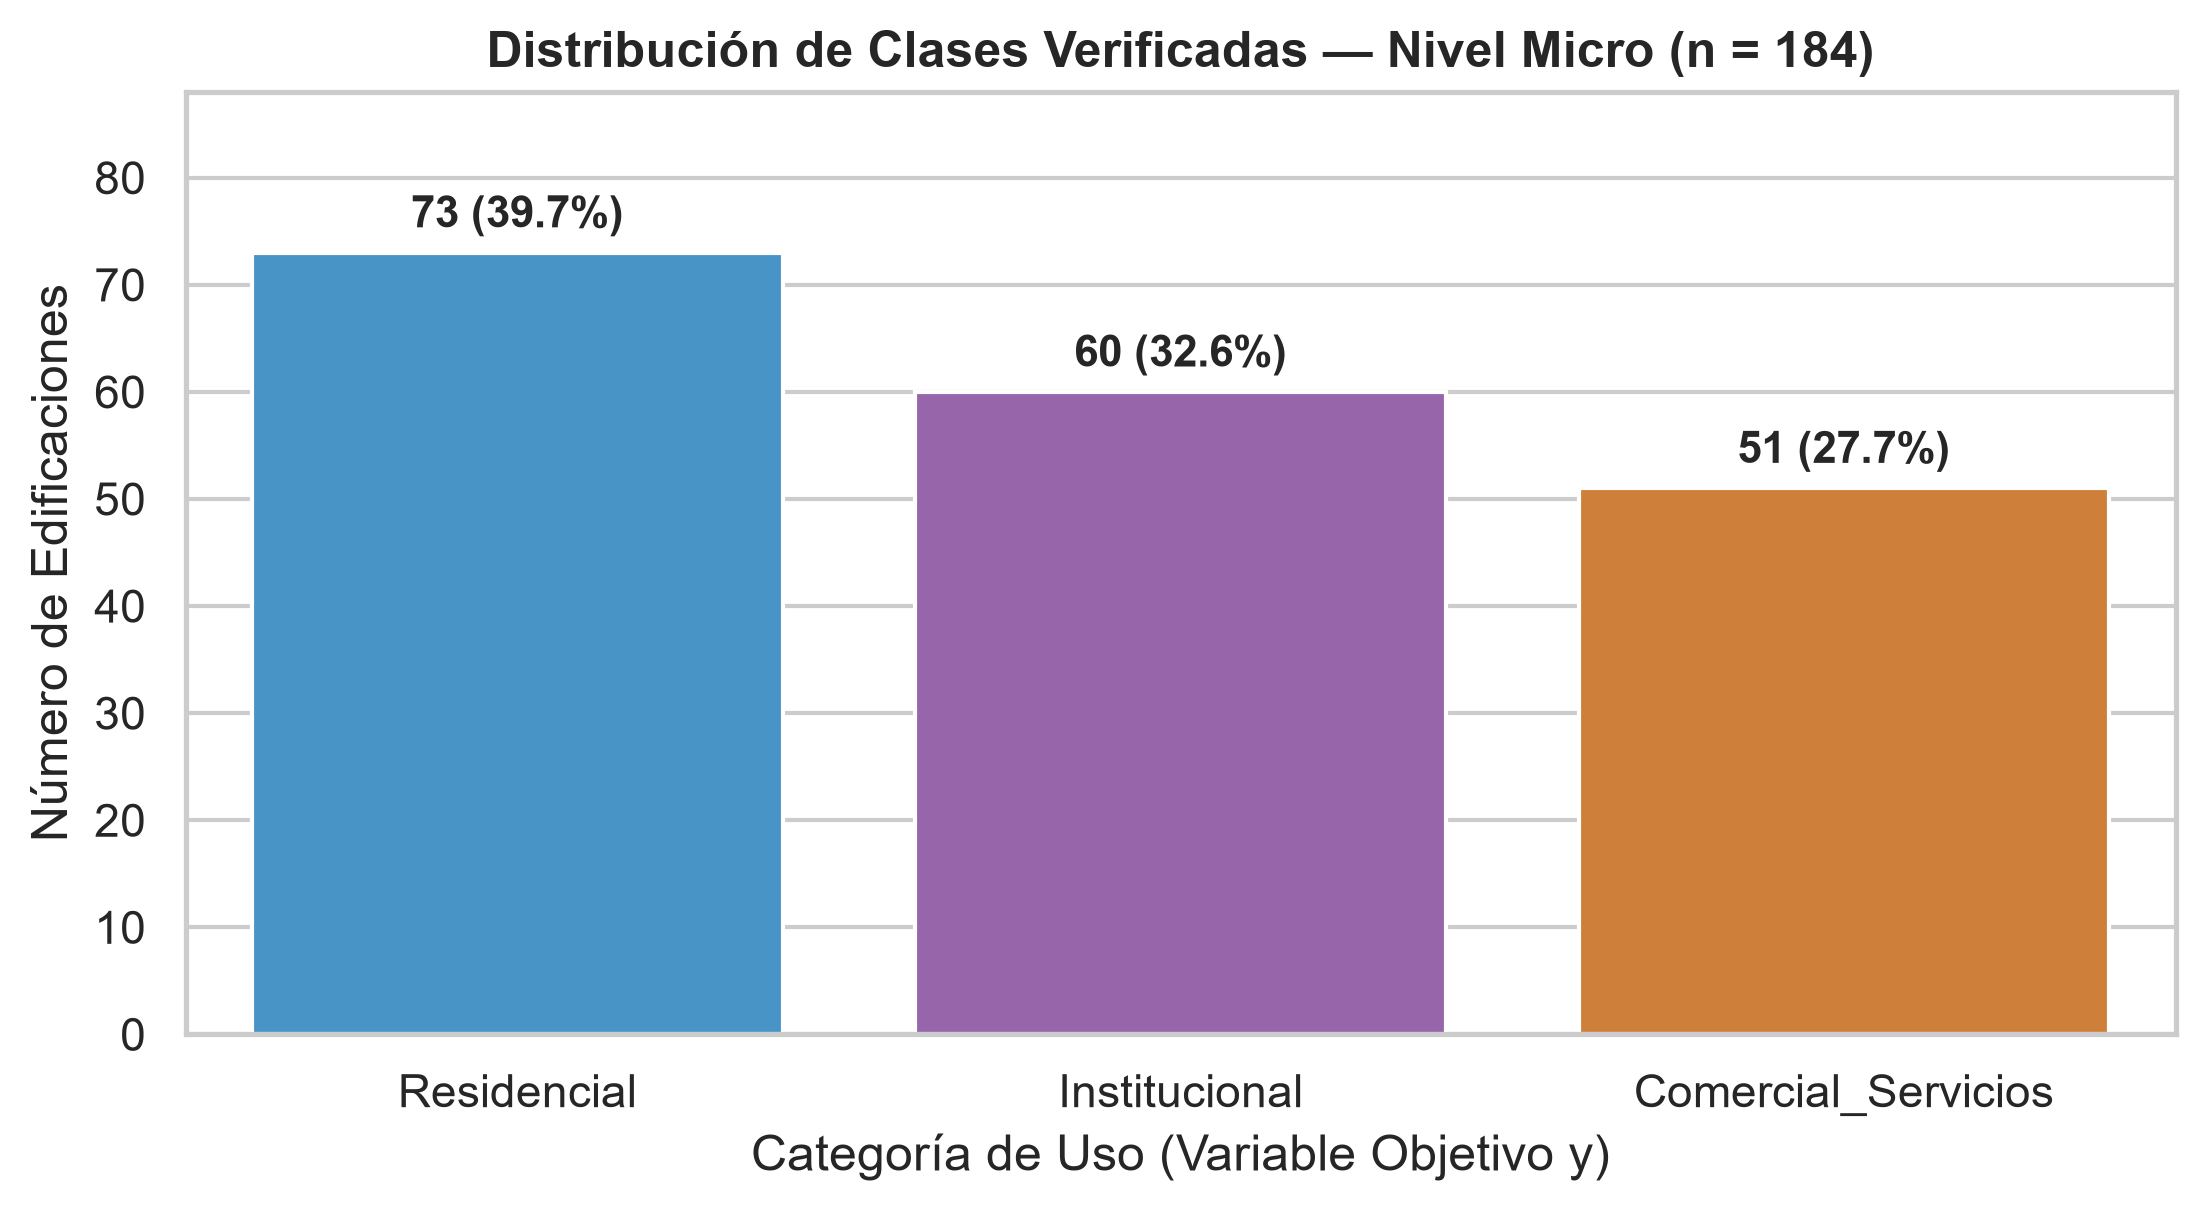 Distribución de Clases Verificadas — Nivel Micro (n = 184)
Número de Edificaciones
80
70
60
50
40
30
20
10
0
73 (39.7%)
60 (32.6%)
51 (27.7%)
Residencial
Institucional
Comercial_Servicios
Categoría de Uso (Variable Objetivo y)